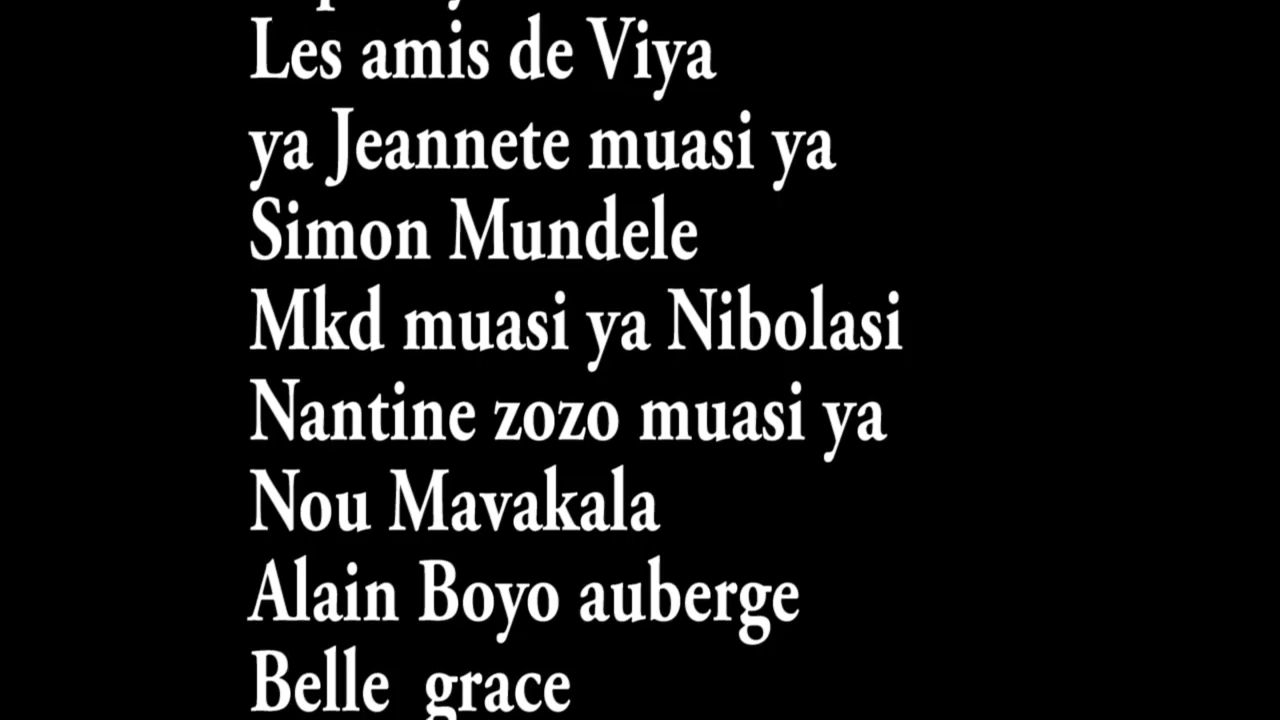 Les amis de Viya
ya Jeannete muasi ya
Simon Mundele
Mkd muasi ya Nibolasi
Nantine zozo muasi ya
Nou Mavakala
Alain Boyo auberge
Belle grace